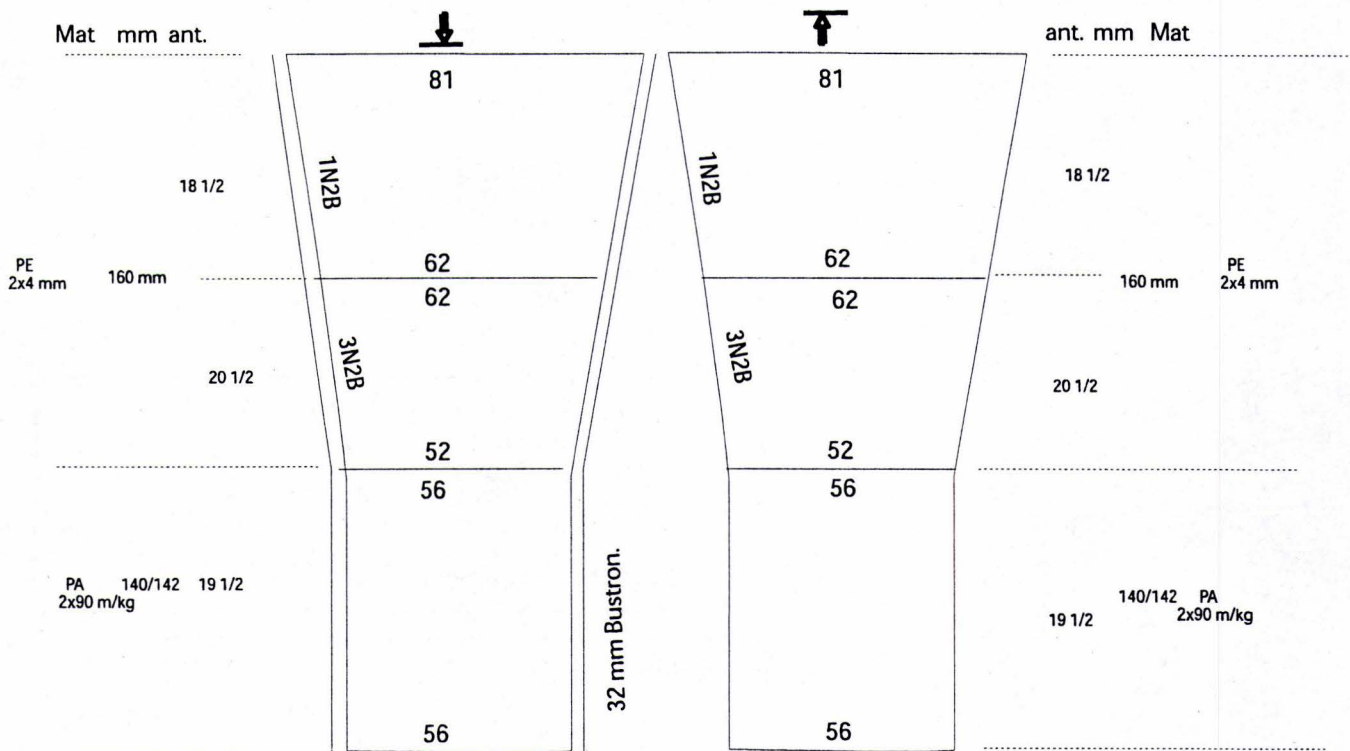 Mat mm ant.
ant. mm Mat
81
81
1N2B
1N2B
18 1/2
18 1/2
62
62
PE
2x4 mm
160 mm
160 mm
PE
2x4 mm
62
62
3N2B
3N2B
20 1/2
20 1/2
52
52
56
56
PA 140/142 19 1/2
2x90 m/kg
32 mm Bustron.
140/142 PA
2x90 m/kg
19 1/2
56
56